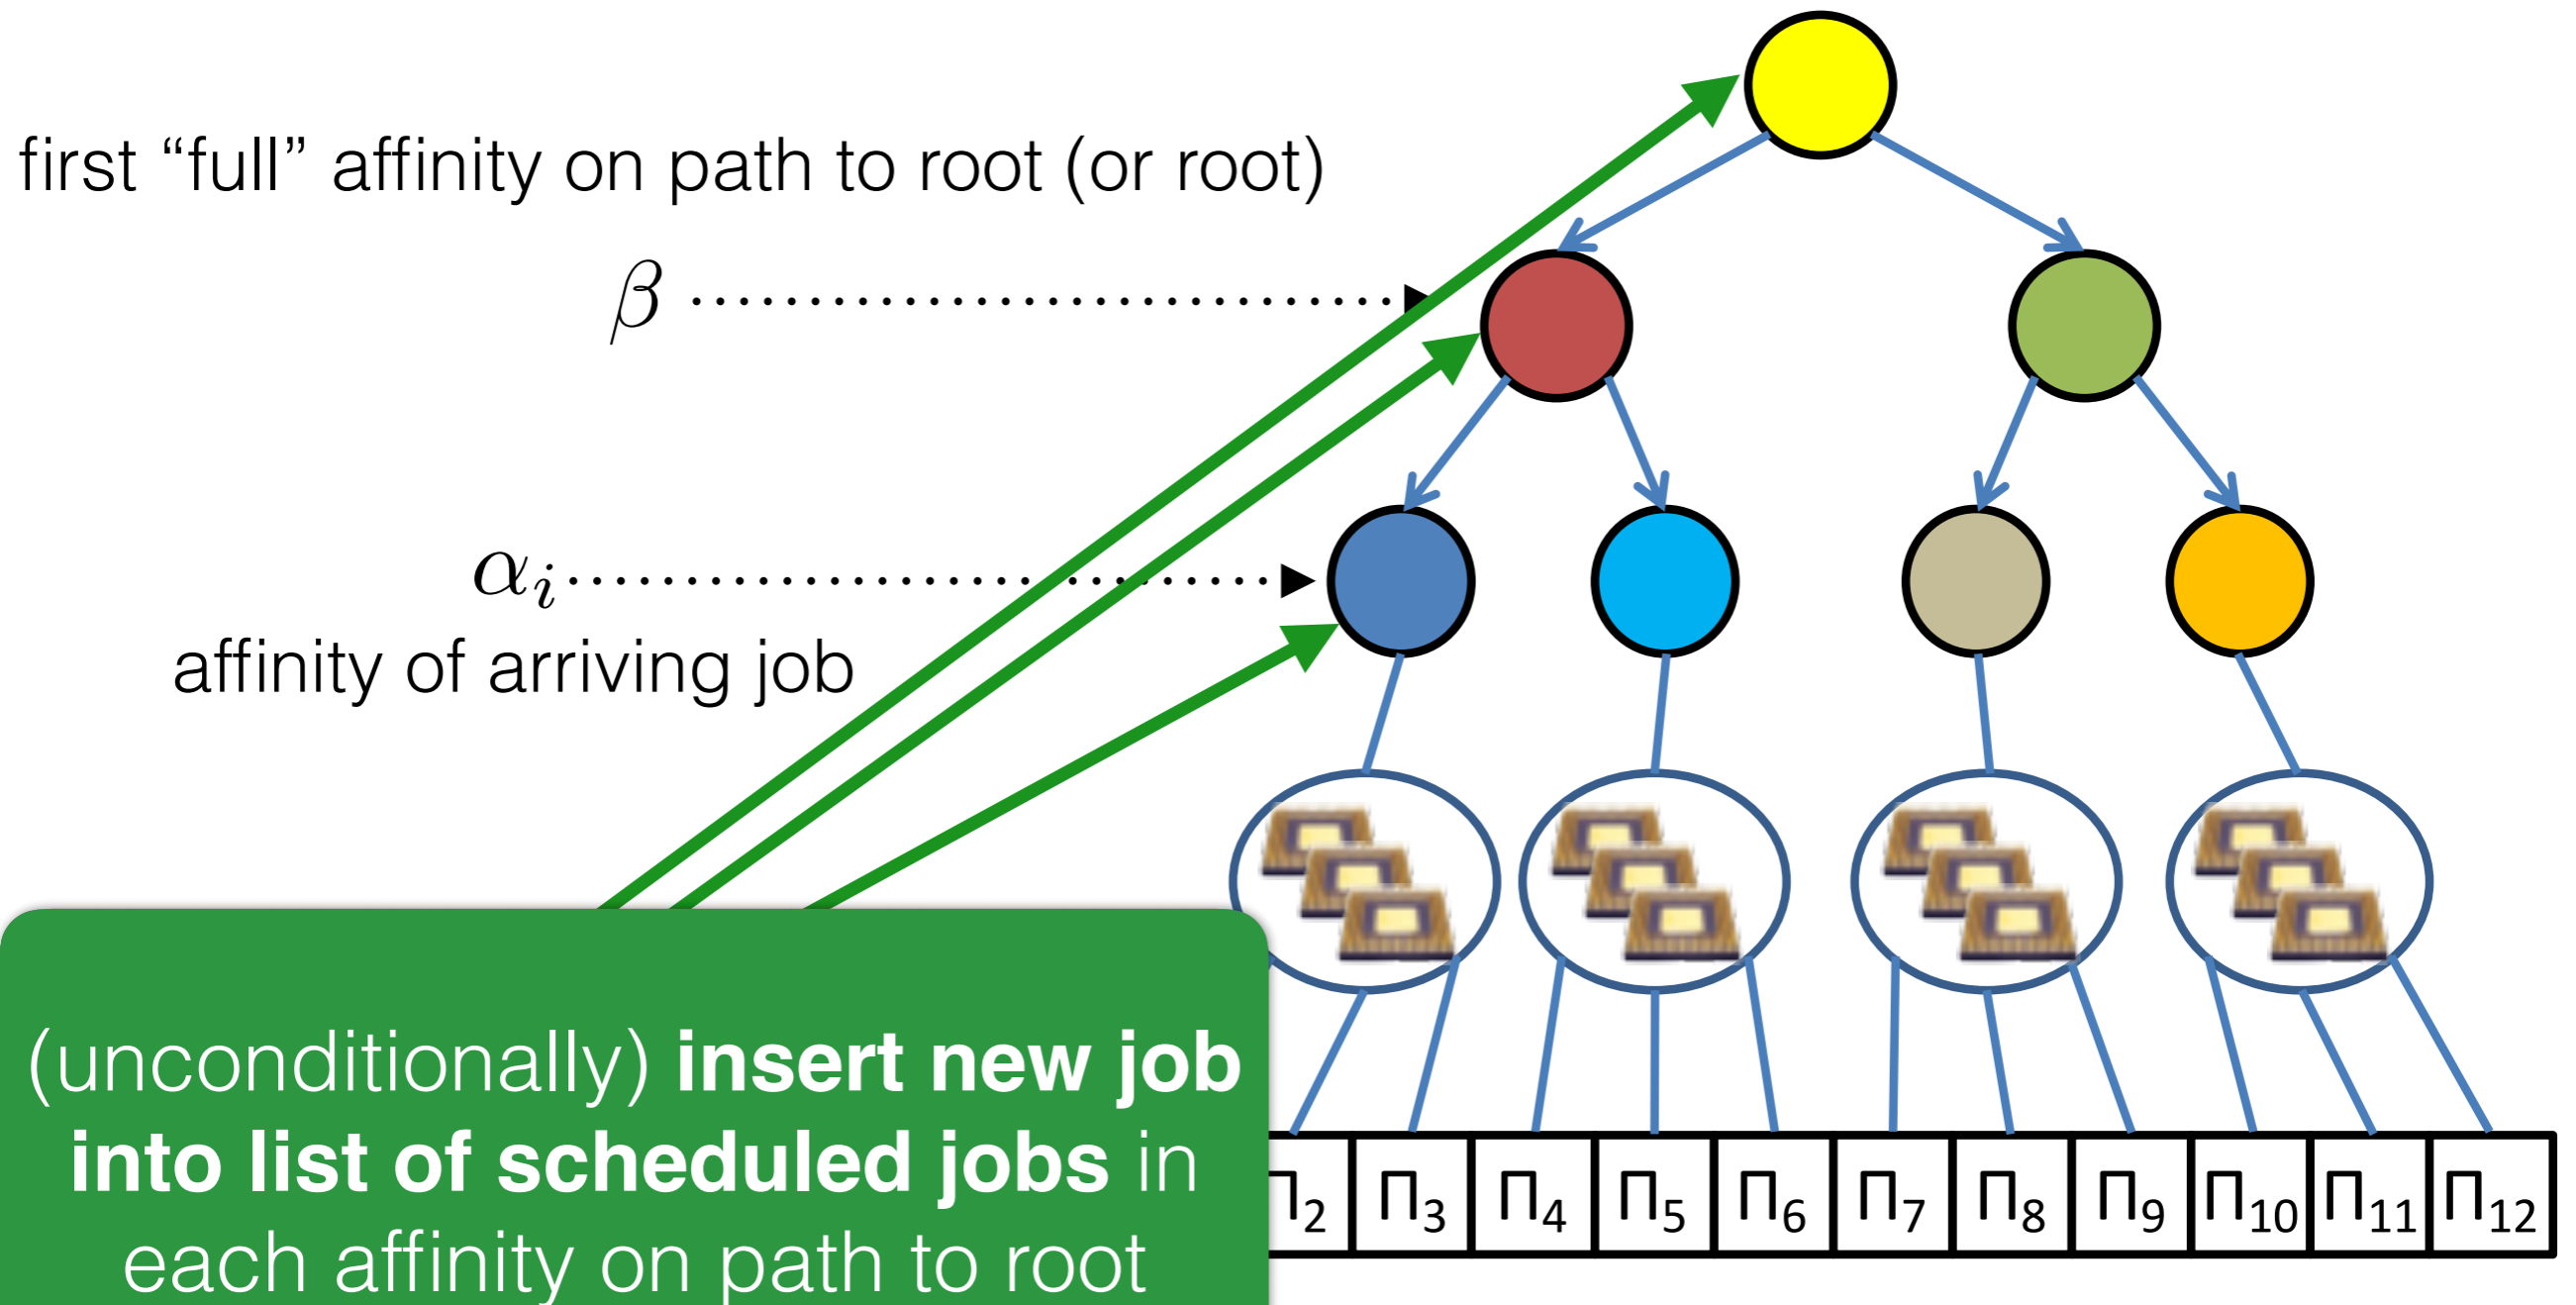 first “full” affinity on path to root (or root)
β
αᵢ
affinity of arriving job
(unconditionally) insert new job
into list of scheduled jobs in
each affinity on path to root
Π₂ Π₃ Π₄ Π₅ Π₆ Π₇ Π₈ Π₉ Π₁₀ Π₁₁ Π₁₂